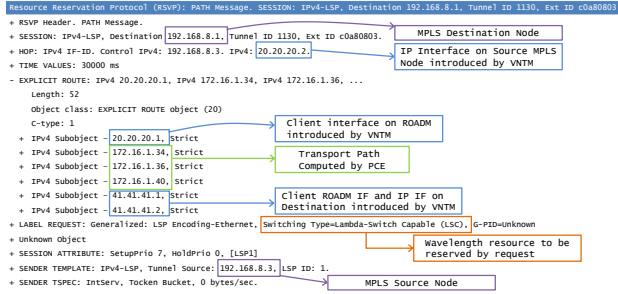 Resource Reservation Protocol (RSVP): PATH Message. SESSION: IPv4-LSP, Destination 192.168.8.1, Tunnel ID 1130, Ext ID c0a80803.
+ RSVP Header. PATH Message.
+ SESSION: IPv4-LSP, Destination 192.168.8.1, Tunnel ID 1130, Ext ID c0a80803.
MPLS Destination Node
+ HOP: IPv4 IF-ID. Control IPv4: 192.168.8.3. IPv4: 20.20.20.2.
IP Interface on Source MPLS
Node introduced by VNTM
+ TIME VALUES: 30000 ms
- EXPLICIT ROUTE: IPv4 20.20.20.1, IPv4 172.16.1.34, IPv4 172.16.1.36, ...
Length: 52
Object class: EXPLICIT ROUTE object (20)
C-type: 1
+ IPv4 Subobject - 20.20.20.1, Strict
Client interface on ROADM
introduced by VNTM
+ IPv4 Subobject - 172.16.1.34, Strict
+ IPv4 Subobject - 172.16.1.36, Strict
+ IPv4 Subobject - 172.16.1.40, Strict
Transport Path
Computed by PCE
+ IPv4 Subobject - 41.41.41.1, Strict
+ IPv4 Subobject - 41.41.41.2, Strict
Client ROADM IF and IP IF on
Destination introduced by VNTM
+ LABEL REQUEST: Generalized: LSP Encoding-Ethernet, Switching Type=Lambda-Switch Capable (LSC), G-PID=Unknown
+ Unknown Object
Wavelength resource to be
reserved by request
+ SESSION ATTRIBUTE: SetupPrio 7, HoldPrio 0, [LSP1]
+ SENDER TEMPLATE: IPv4-LSP, Tunnel Source: 192.168.8.3, LSP ID: 1.
+ SENDER TSPEC: IntServ, Tocken Bucket, 0 bytes/sec.
MPLS Source Node